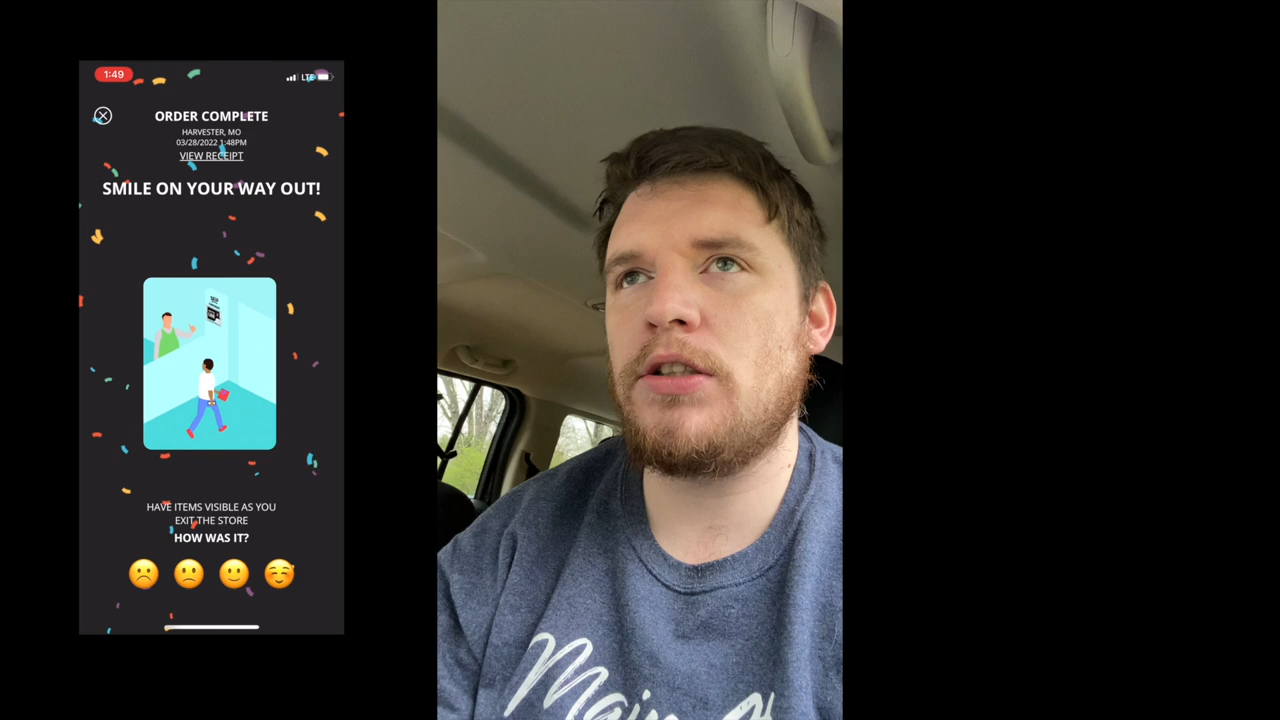 1:49
LTE
ORDER COMPLETE
HARVESTER, MO
03/28/2022 1:48PM
VIEW RECEIPT
SMILE ON YOUR WAY OUT!
HAVE ITEMS VISIBLE AS YOU
EXIT THE STORE
HOW WAS IT?
Main